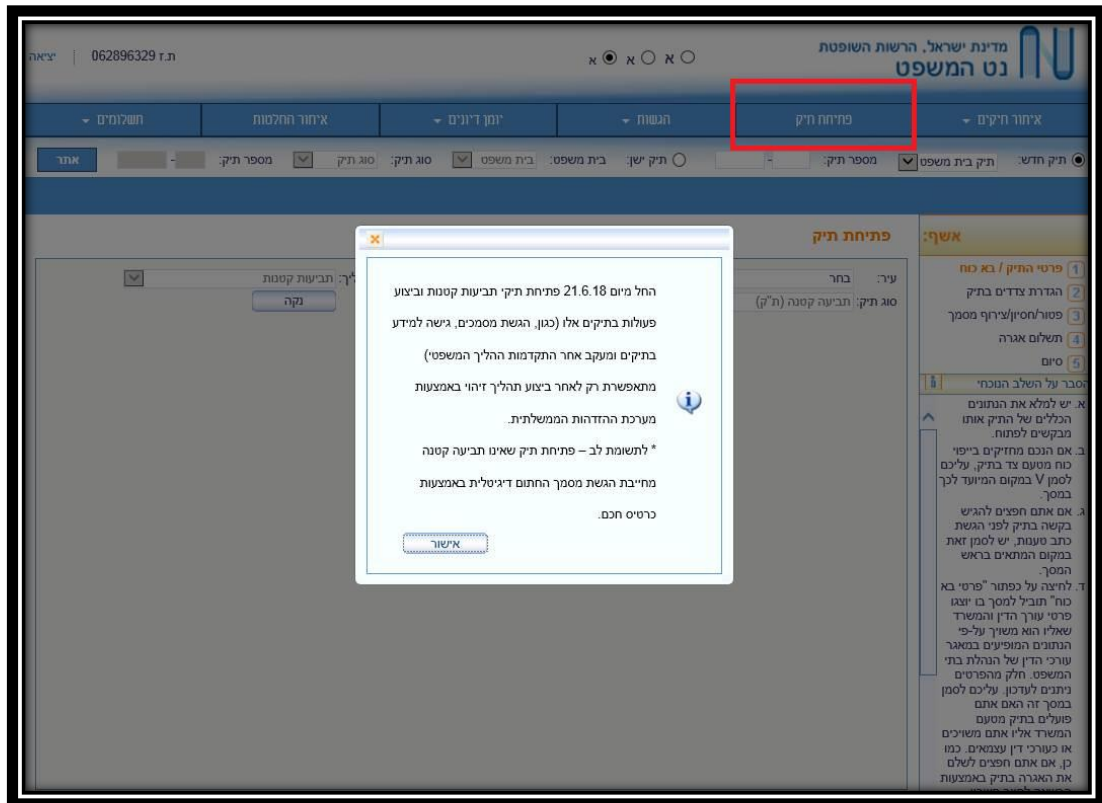 מדינת ישראל, הרשות השופטת
נט המשפט
א א א
ת.ז 062896329 | יציאה
איתור תיקים
פתיחת תיק
הגשות
יומן דיונים
איתור החלטות
תשלומים
תיק חדש: תיק בית משפט מספר תיק: - תיק ישן: בית משפט: בית משפט סוג תיק: סוג תיק מספר תיק: - אתר
אשף:
1 פרטי התיק / בא כוח
2 הגדרת צדדים בתיק
3 פטור/חסיון/צירוף מסמך
4 תשלום אגרה
5 סיום
הסבר על השלב הנוכחי
א. יש למלא את הנתונים
הכללים של התיק אותו
מבקשים לפתוח.
ב. אם הנכם מחזיקים בייפוי
כוח מטעם צד בתיק, עליכם
לסמן V במקום המיועד לכך
במסך.
ג. אם אתם חפצים להגיש
בקשה בתיק לפני הגשת
כתב טענות, יש לסמן זאת
במקום המתאים בראש
המסך.
ד. לחיצה על כפתור "פרטי בא
כוח" תוביל למסך בו יוצגו
פרטי עורך הדין והמשרד
שאליו הוא משויך על-פי
הנתונים המופיעים במאגר
עורכי הדין של הנהלת בתי
המשפט. חלק מהפרטים
ניתנים לעדכון. עליכם לסמן
במסך זה האם אתם
פועלים בתיק מטעם
המשרד אליו אתם משויכים
או כעורכי דין עצמאים. כמו
כן, אם אתם חפצים לשלם
את האגרה בתיק באמצעות
פתיחת תיק
עיר: בחר
תביעות קטנות
סוג תיק: תביעה קטנה (ת"ק)
נקה
החל מיום 21.6.18 פתיחת תיקי תביעות קטנות וביצוע
פעולות בתיקים אלו (כגון, הגשת מסמכים, גישה למידע
בתיקים ומעקב אחר התקדמות ההליך המשפטי)
מתאפשרת רק לאחר ביצוע תהליך זיהוי באמצעות
מערכת ההזדהות הממשלתית.
* לתשומת לב – פתיחת תיק שאינו תביעה קטנה
מחייבת הגשת מסמך החתום דיגיטלית באמצעות
כרטיס חכם.
אישור